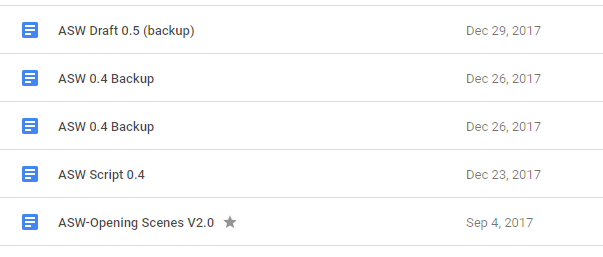 ASW Draft 0.5 (backup) Dec 29, 2017
ASW 0.4 Backup Dec 26, 2017
ASW 0.4 Backup Dec 26, 2017
ASW Script 0.4 Dec 23, 2017
ASW-Opening Scenes V2.0 Sep 4, 2017